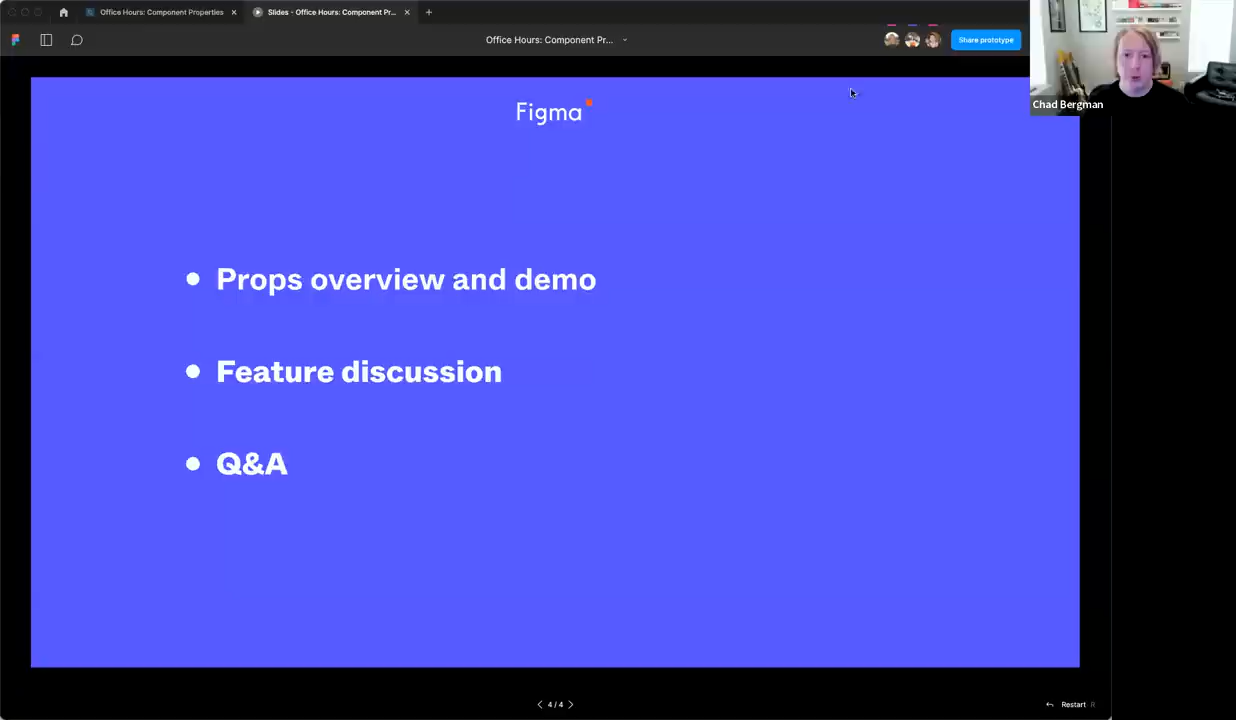 Office Hours: Component Properties
Slides - Office Hours: Component Pr...
Office Hours: Component Pr...
Share prototype
Chad Bergman
Figma
Props overview and demo
Feature discussion
Q&A
4 / 4
Restart R